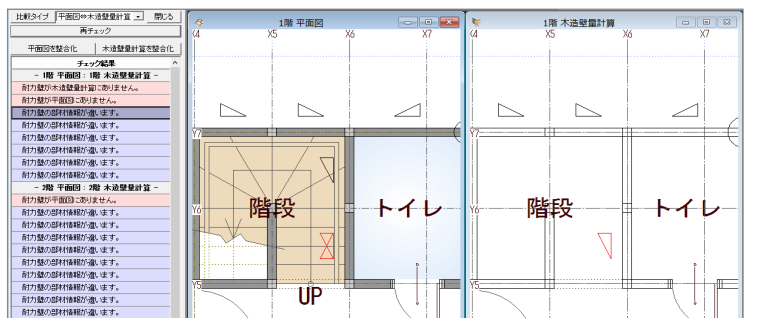 比較タイプ 平面図⇔木造壁量計算 閉じる
再チェック
平面図を整合化 木造壁量計算を整合化
チェック結果
- 1階 平面図 : 1階 木造壁量計算 -
耐力壁が木造壁量計算にありません。
耐力壁が平面図にありません。
耐力壁の部材情報が違います。
耐力壁の部材情報が違います。
耐力壁の部材情報が違います。
耐力壁の部材情報が違います。
耐力壁の部材情報が違います。
耐力壁の部材情報が違います。
- 2階 平面図 : 2階 木造壁量計算 -
耐力壁が平面図にありません。
耐力壁の部材情報が違います。
耐力壁の部材情報が違います。
耐力壁の部材情報が違います。
耐力壁の部材情報が違います。
耐力壁の部材情報が違います。
耐力壁の部材情報が違います。
耐力壁の部材情報が違います。
耐力壁の部材情報が違います。
耐力壁の部材情報が違います。
1階 平面図
X4 X5 X6 X7
Y7
Y6
階段 トイレ
Y5
UP
1階 木造壁量計算
X4 X5 X6 X7
Y7
Y6
階段 トイレ
Y5